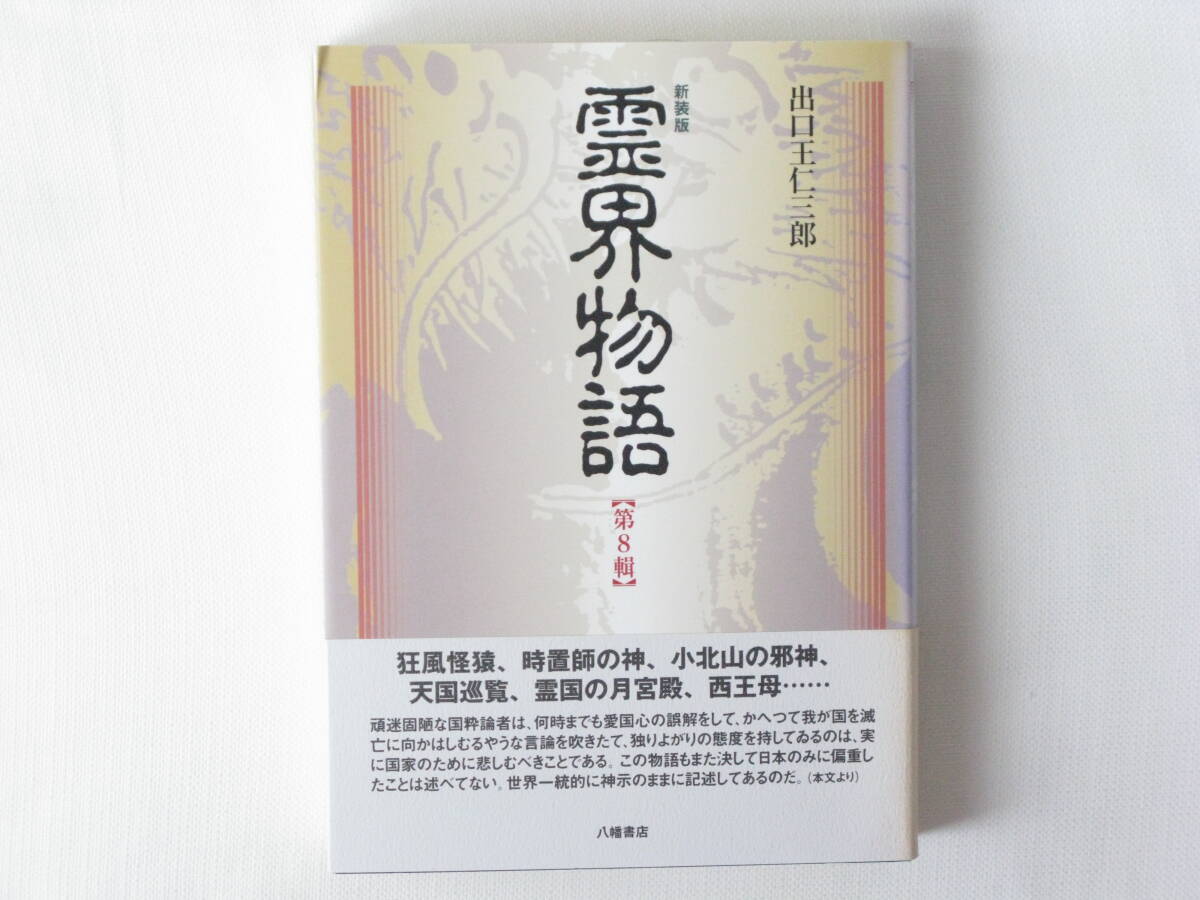 出口王仁三郎
新装版
霊界物語
【第8輯】
狂風怪猿、時置師の神、小北山の邪神、
天国巡覧、霊国の月宮殿、西王母……
頑迷固陋な国粋論者は、何時までも愛国心の誤解をして、かへつて我が国を滅
亡に向かはしむるやうな言論を吹きたて、独りよがりの態度を持してゐるのは、実
に国家のために悲しむべきことである。この物語もまた決して日本のみに偏重し
たことは述べてない。世界一統的に神示のままに記述してあるのだ。（本文より）
八幡書店